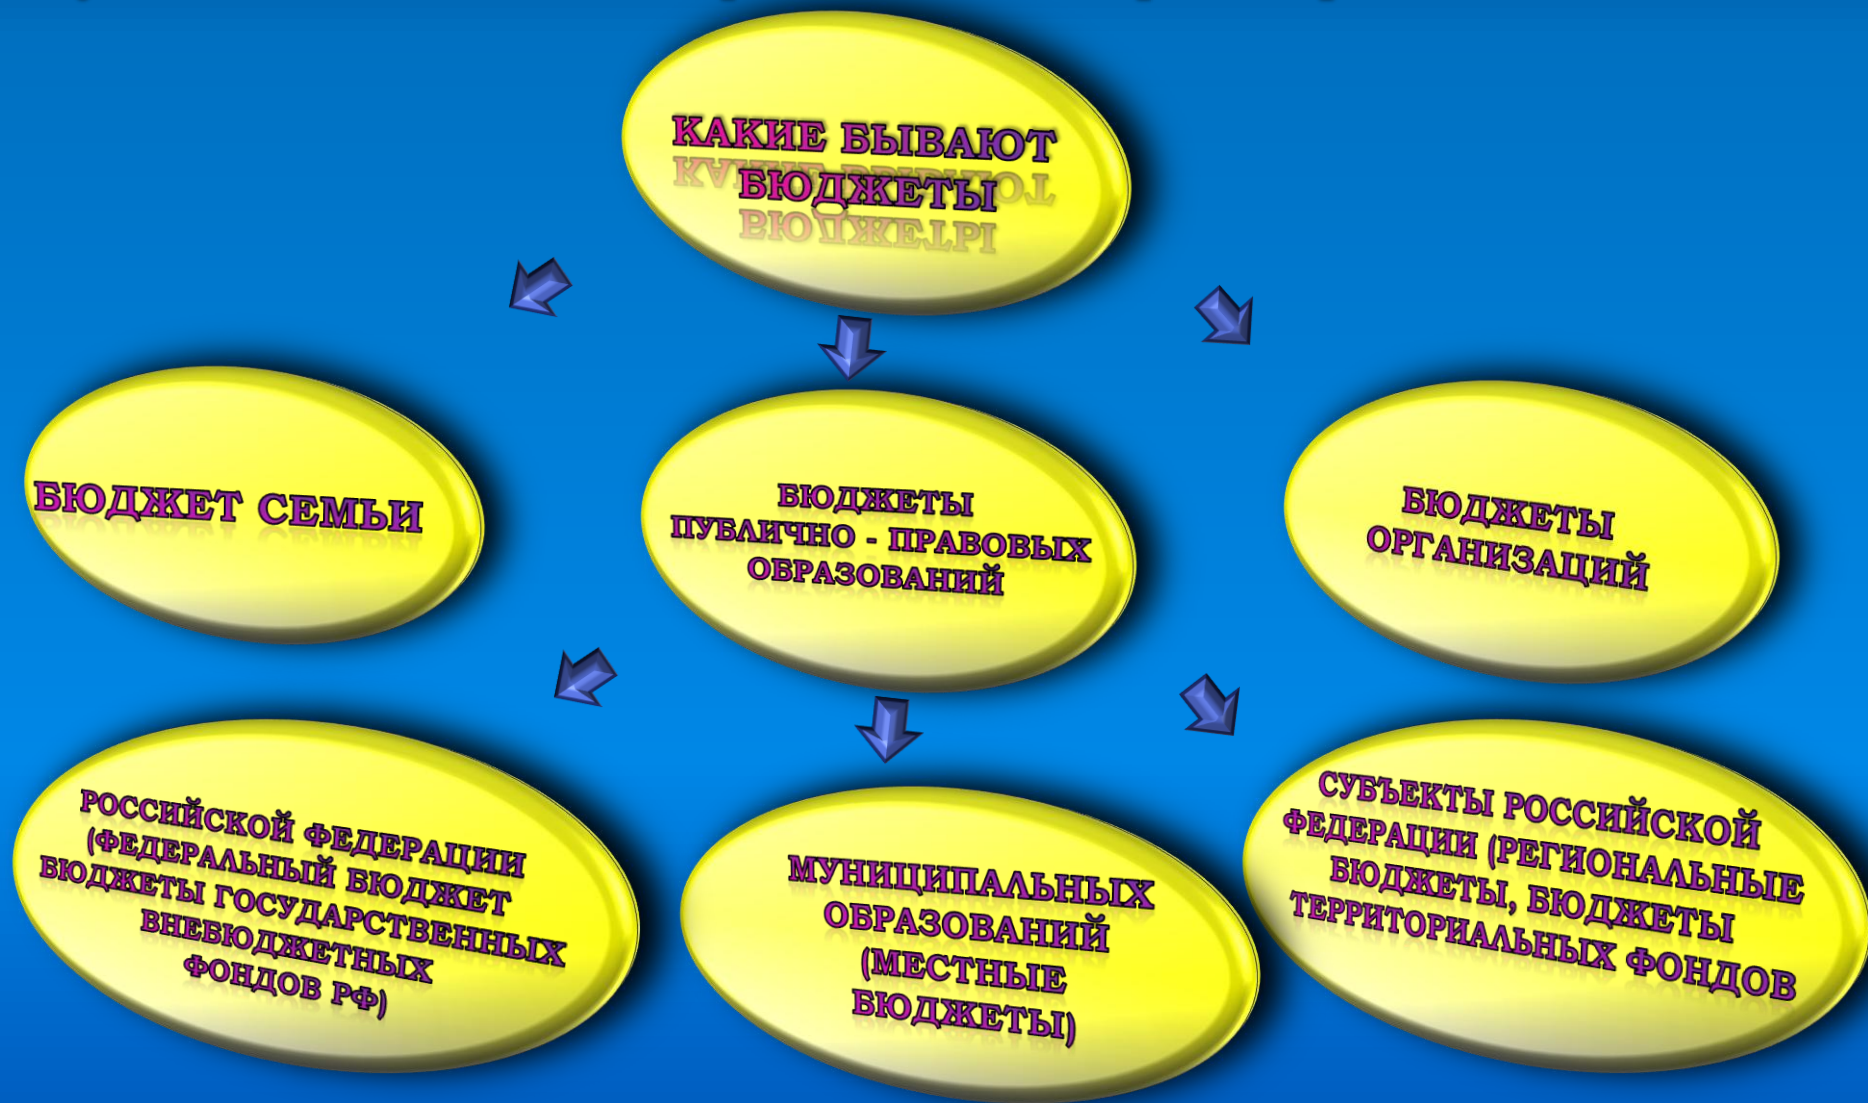 КАКИЕ БЫВАЮТ
БЮДЖЕТЫ
БЮДЖЕТ СЕМЬИ
БЮДЖЕТЫ
ПУБЛИЧНО - ПРАВОВЫХ
ОБРАЗОВАНИЙ
БЮДЖЕТЫ
ОРГАНИЗАЦИЙ
РОССИЙСКОЙ ФЕДЕРАЦИИ
(ФЕДЕРАЛЬНЫЙ БЮДЖЕТ
БЮДЖЕТЫ ГОСУДАРСТВЕННЫХ
ВНЕБЮДЖЕТНЫХ
ФОНДОВ РФ)
МУНИЦИПАЛЬНЫХ
ОБРАЗОВАНИЙ
(МЕСТНЫЕ
БЮДЖЕТЫ)
СУБЪЕКТЫ РОССИЙСКОЙ
ФЕДЕРАЦИИ (РЕГИОНАЛЬНЫЕ
БЮДЖЕТЫ, БЮДЖЕТЫ
ТЕРРИТОРИАЛЬНЫХ ФОНДОВ